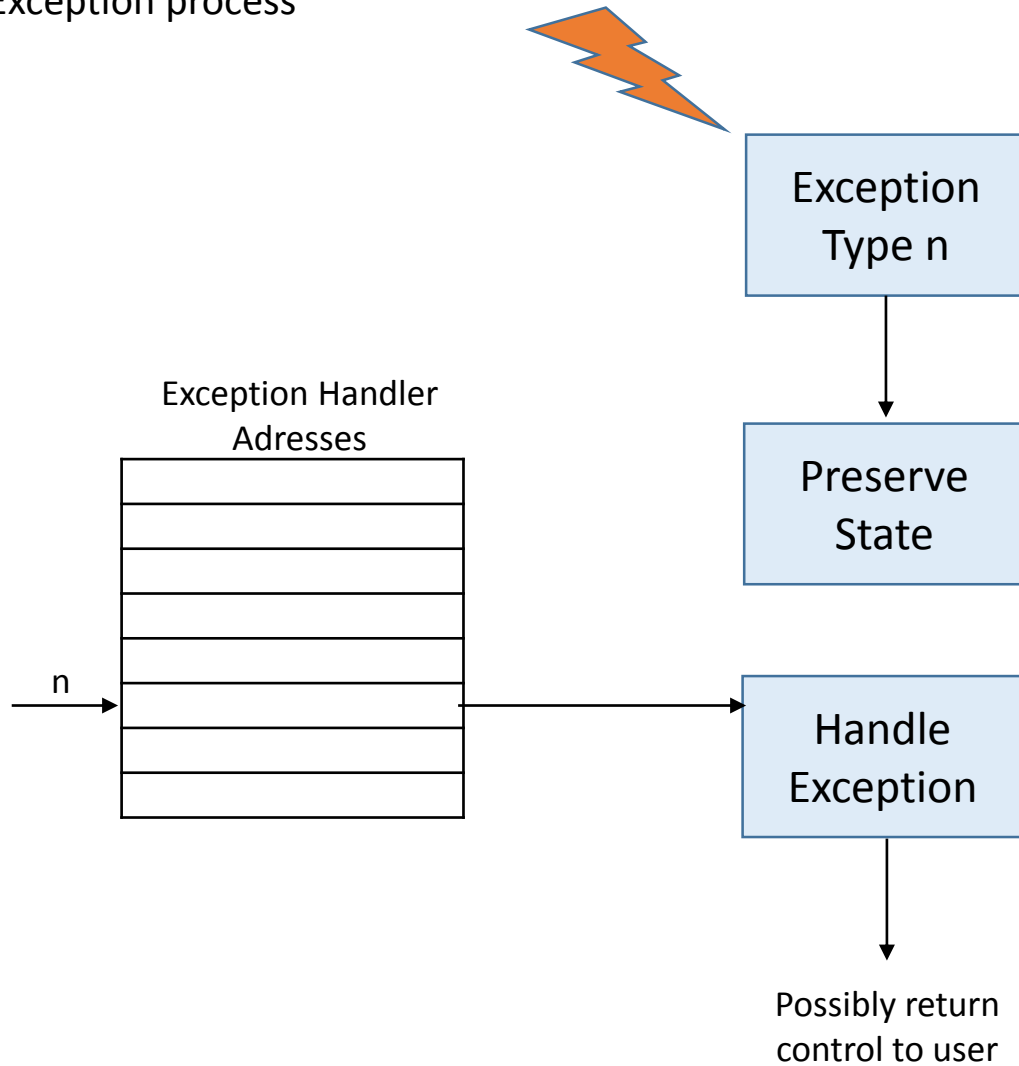 Exception process
Exception
Type n
Exception Handler
Adresses
Preserve
State
n
Handle
Exception
Possibly return
control to user